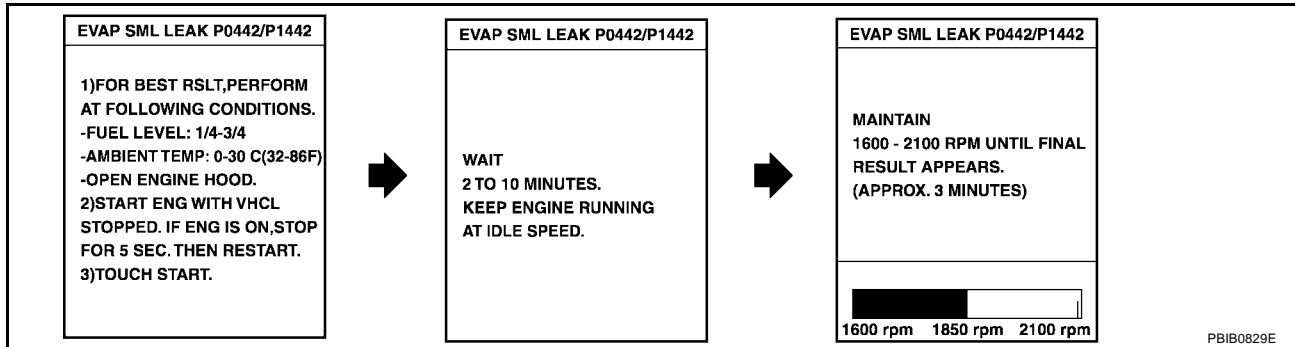 EVAP SML LEAK P0442/P1442
1)FOR BEST RSLT,PERFORM
AT FOLLOWING CONDITIONS.
-FUEL LEVEL: 1/4-3/4
-AMBIENT TEMP: 0-30 C(32-86F)
-OPEN ENGINE HOOD.
2)START ENG WITH VHCL
STOPPED. IF ENG IS ON,STOP
FOR 5 SEC. THEN RESTART.
3)TOUCH START.
EVAP SML LEAK P0442/P1442
WAIT
2 TO 10 MINUTES.
KEEP ENGINE RUNNING
AT IDLE SPEED.
EVAP SML LEAK P0442/P1442
MAINTAIN
1600 - 2100 RPM UNTIL FINAL
RESULT APPEARS.
(APPROX. 3 MINUTES)
1600 rpm 1850 rpm 2100 rpm
PBIB0829E